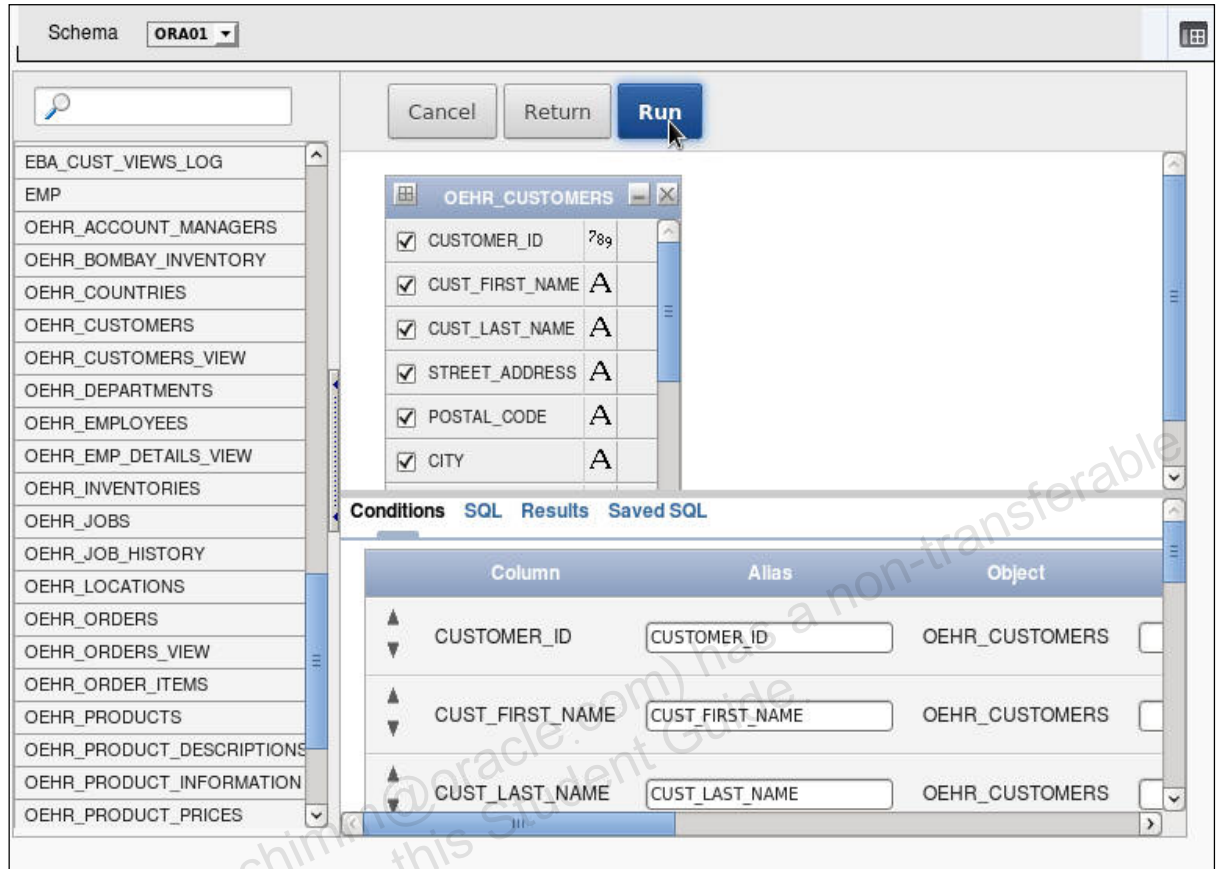 Schema ORA01
Cancel Return Run
EBA_CUST_VIEWS_LOG
EMP
OEHR_ACCOUNT_MANAGERS
OEHR_BOMBAY_INVENTORY
OEHR_COUNTRIES
OEHR_CUSTOMERS
OEHR_CUSTOMERS_VIEW
OEHR_DEPARTMENTS
OEHR_EMPLOYEES
OEHR_EMP_DETAILS_VIEW
OEHR_INVENTORIES
OEHR_JOBS
OEHR_JOB_HISTORY
OEHR_LOCATIONS
OEHR_ORDERS
OEHR_ORDERS_VIEW
OEHR_ORDER_ITEMS
OEHR_PRODUCTS
OEHR_PRODUCT_DESCRIPTIONS
OEHR_PRODUCT_INFORMATION
OEHR_PRODUCT_PRICES
OEHR_CUSTOMERS
CUSTOMER_ID 789
CUST_FIRST_NAME A
CUST_LAST_NAME A
STREET_ADDRESS A
POSTAL_CODE A
CITY A
Conditions SQL Results Saved SQL
Column Alias Object
CUSTOMER_ID CUSTOMER_ID OEHR_CUSTOMERS
CUST_FIRST_NAME CUST_FIRST_NAME OEHR_CUSTOMERS
CUST_LAST_NAME CUST_LAST_NAME OEHR_CUSTOMERS
@oracle.com) has a non-transferable
this Student Guide.